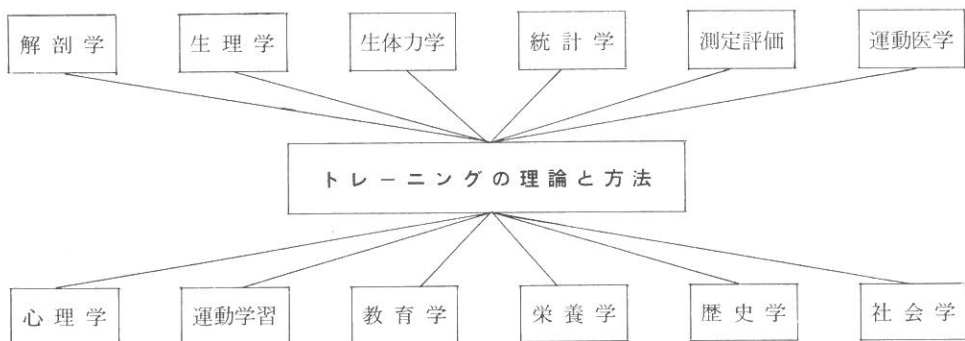 解剖学 生理学 生体力学 統計学 測定評価 運動医学
トレーニングの理論と方法
心理学 運動学習 教育学 栄養学 歴史学 社会学